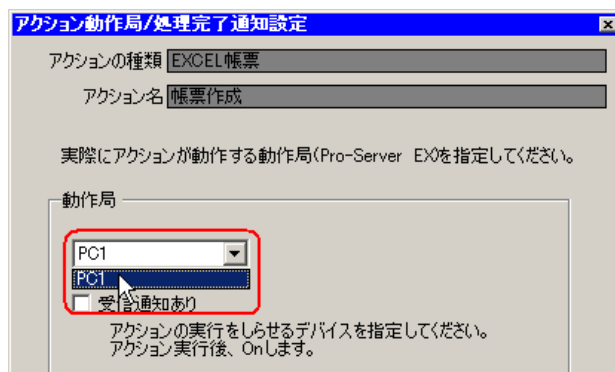 アクション動作局/処理完了通知設定
アクションの種類 EXCEL帳票
アクション名 帳票作成
実際にアクションが動作する動作局(Pro-Server EX)を指定してください。
動作局
PC1
PC1
受信通知あり
アクションの実行をしらせるデバイスを指定してください。
アクション実行後、Onします。